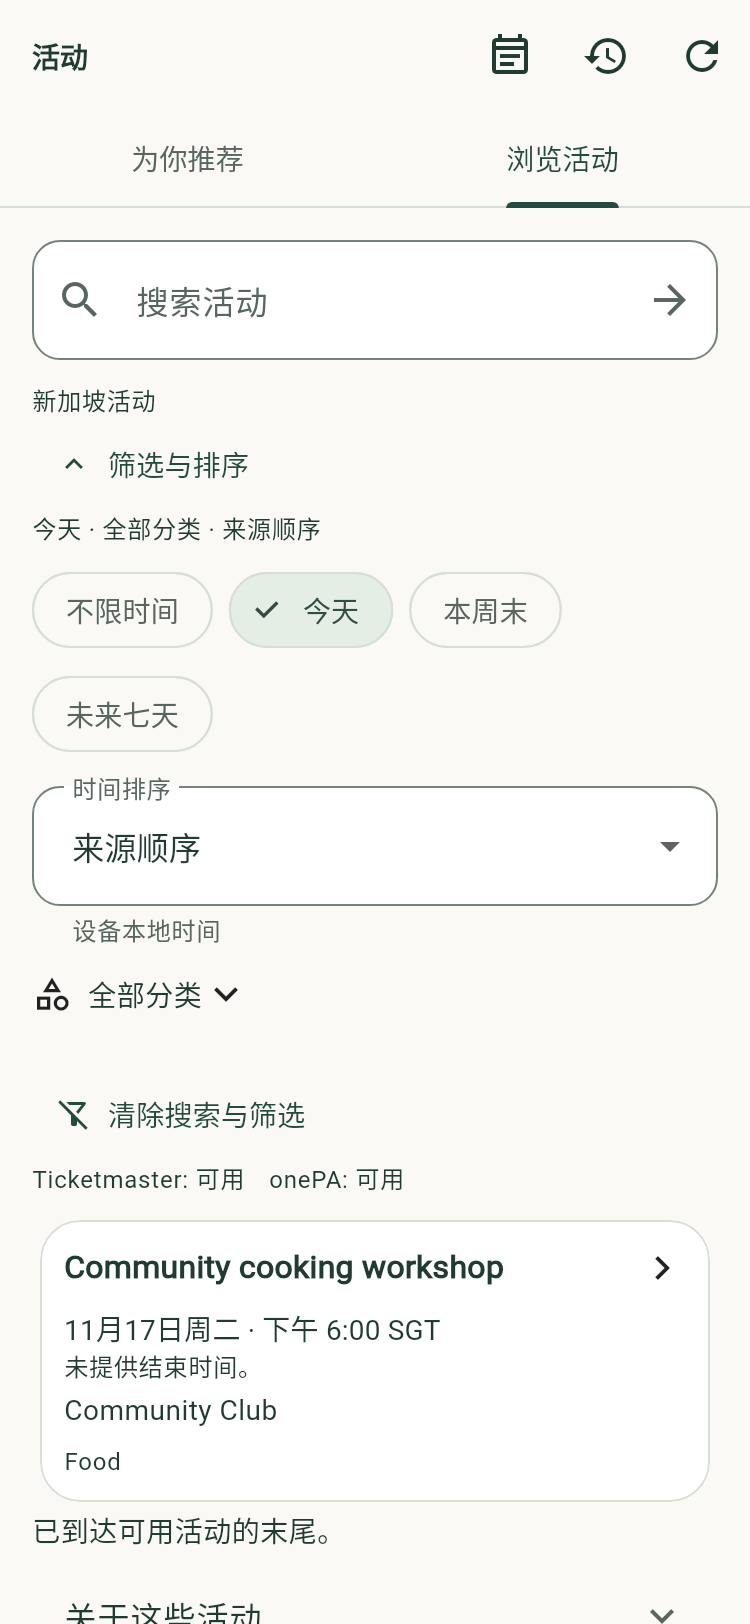 活动
为你推荐
浏览活动
搜索活动
新加坡活动
筛选与排序
今天 · 全部分类 · 来源顺序
不限时间
今天
本周末
未来七天
时间排序
来源顺序
设备本地时间
全部分类
清除搜索与筛选
Ticketmaster: 可用 onePA: 可用
Community cooking workshop
11月17日周二 · 下午 6:00 SGT
未提供结束时间。
Community Club
Food
已到达可用活动的末尾。
关于这些活动